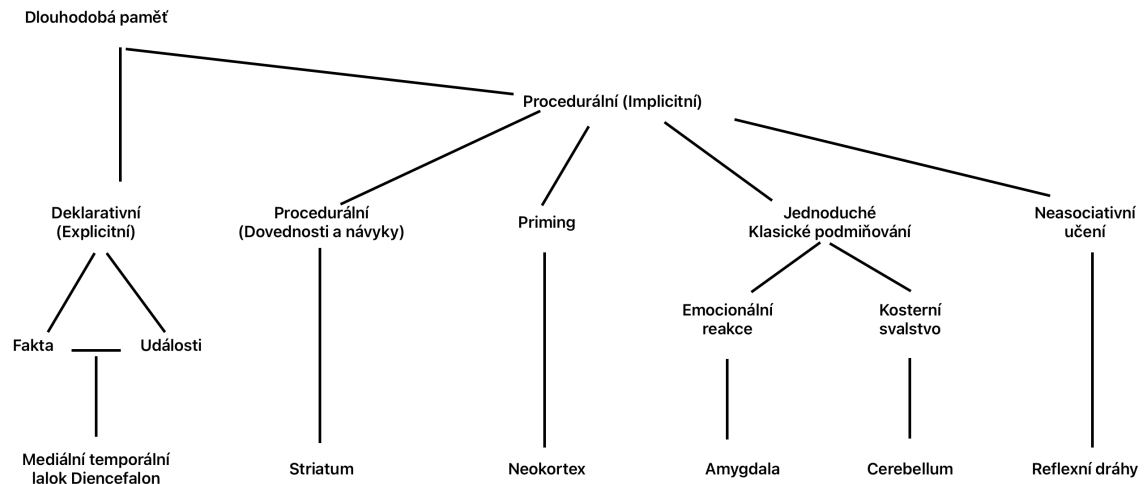 Dlouhodobá paměť
Procedurální (Implicitní)
Deklarativní
(Explicitní)
Procedurální
(Dovednosti a návyky)
Priming
Jednoduché
Klasické podmiňování
Neasociativní
učení
Emocionální
reakce
Kosterní
svalstvo
Fakta
Události
Mediální temporální
lalok Diencefalon
Striatum
Neokortex
Amygdala
Cerebellum
Reflexní dráhy